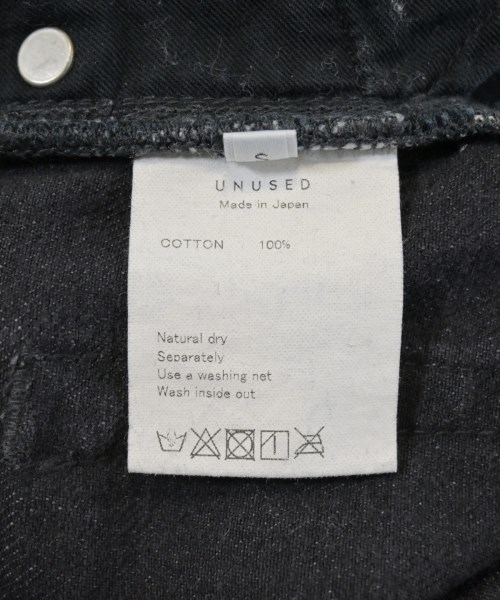 S
UNUSED
Made in Japan
COTTON 100%
Natural dry
Separately
Use a washing net
Wash inside out